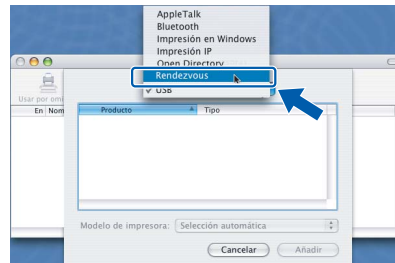 AppleTalk
Bluetooth
Impresión en Windows
Impresión IP
Open Directory
Rendezvous
✓ USB
Usar por omi
En Nom
Producto Tipo
Modelo de impresora: Selección automática
Cancelar Añadir